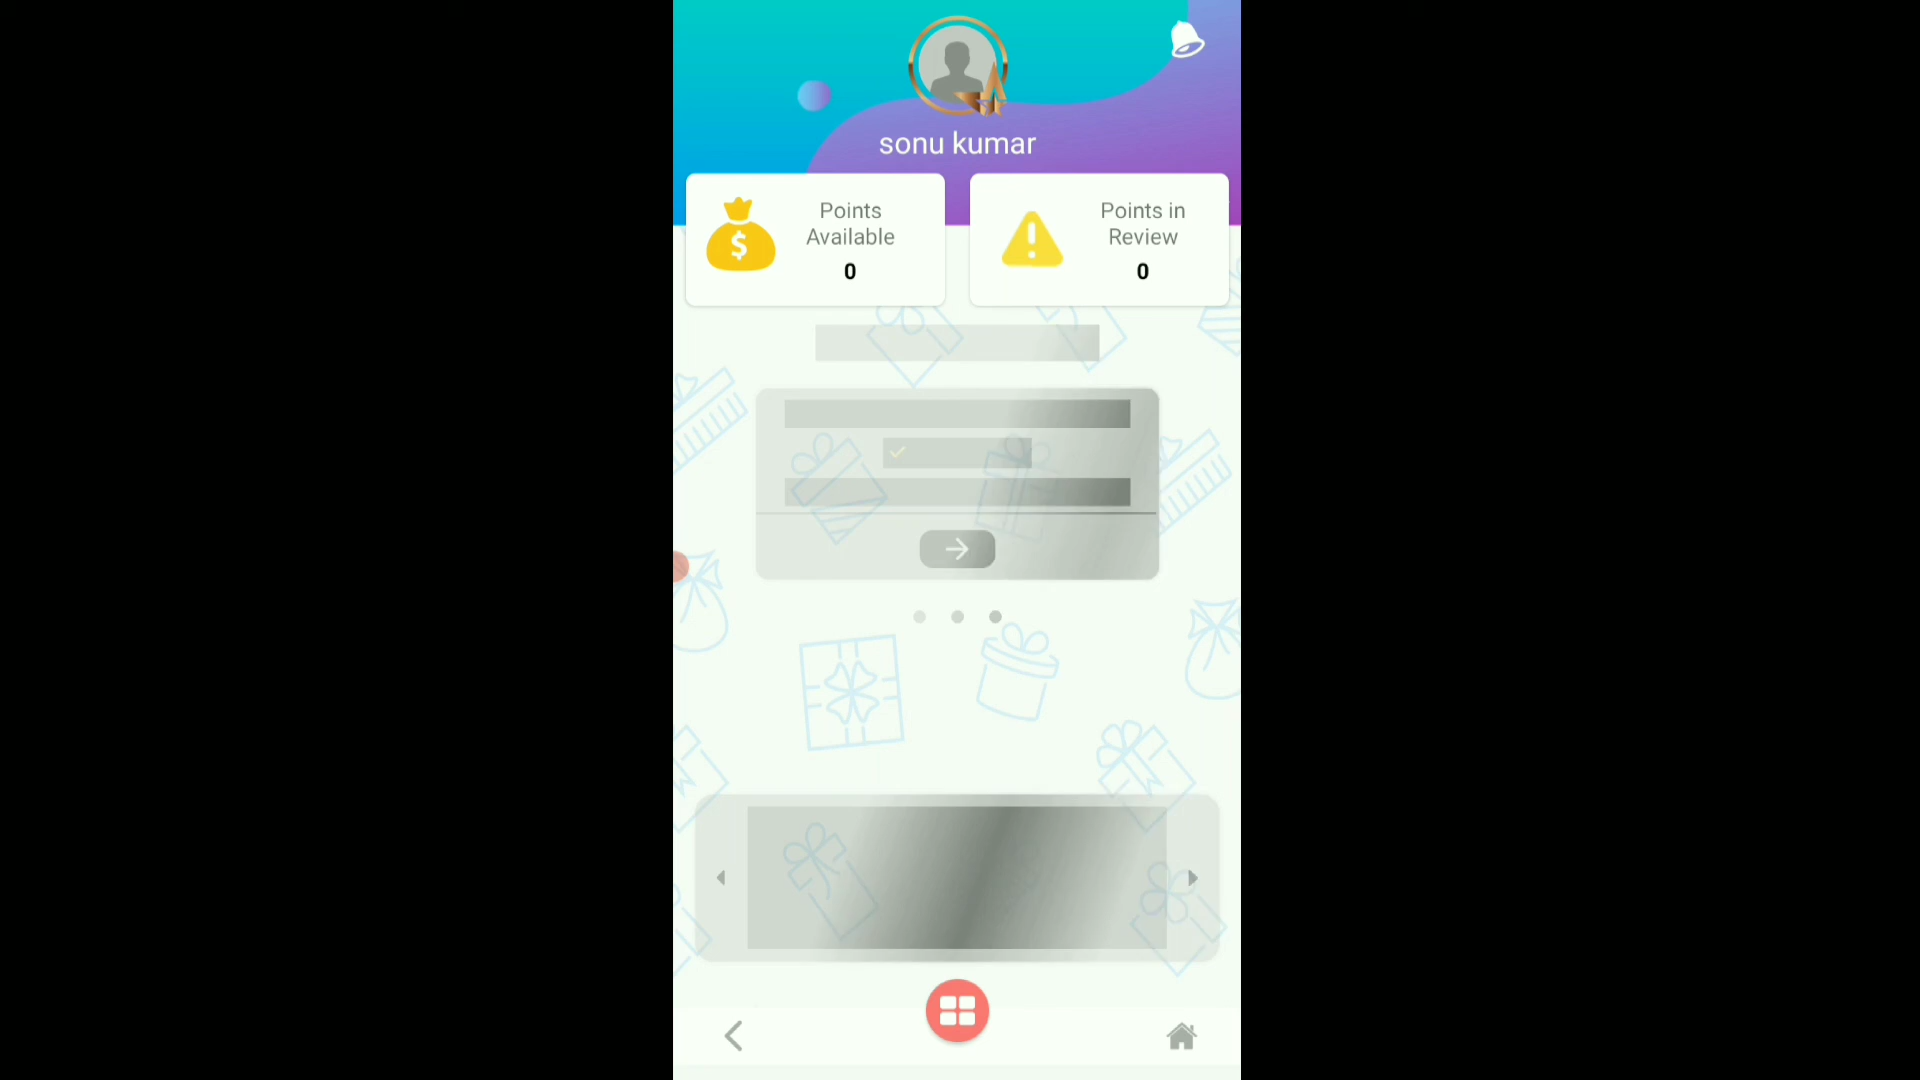 sonu kumar
Points
Available
0
Points in
Review
0